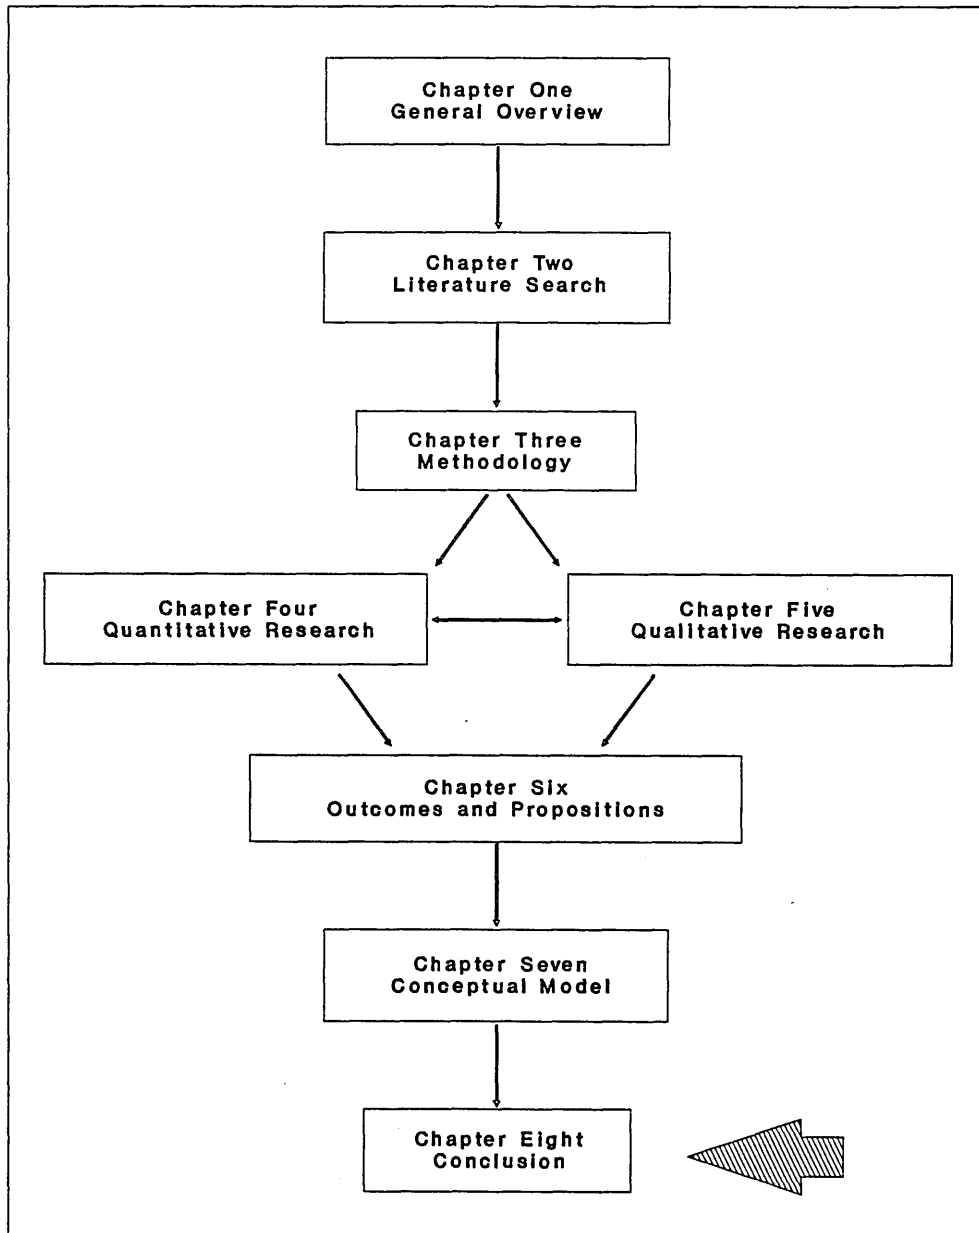 Chapter One
General Overview
Chapter Two
Literature Search
Chapter Three
Methodology
Chapter Four
Quantitative Research
Chapter Five
Qualitative Research
Chapter Six
Outcomes and Propositions
Chapter Seven
Conceptual Model
Chapter Eight
Conclusion